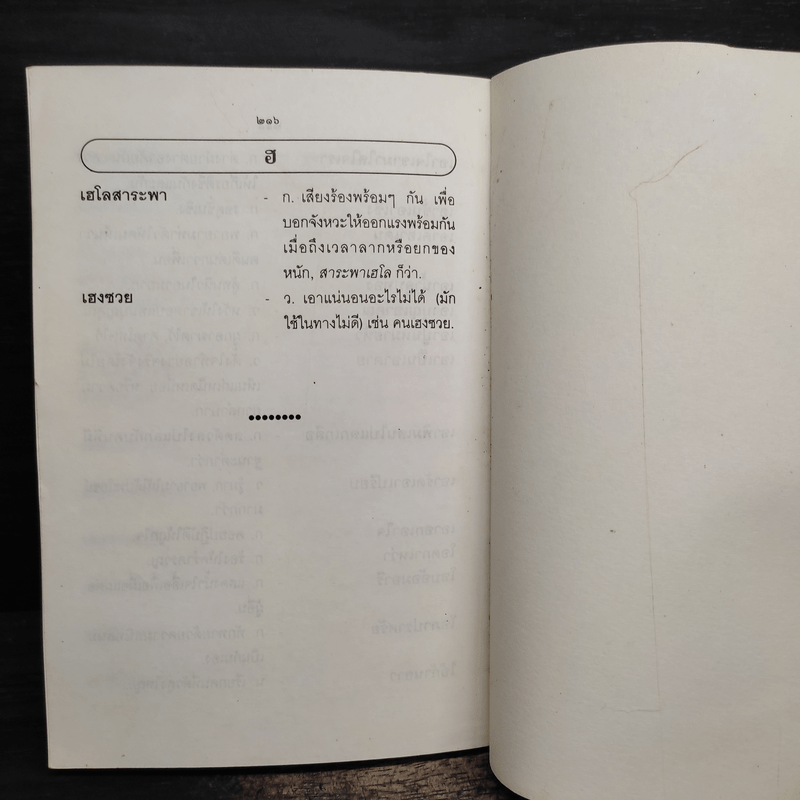 ๒๑๖
ฮ
เฮโลสาระพา - ก. เสียงร้องพร้อมๆ กัน เพื่อ
บอกจังหวะให้ออกแรงพร้อมกัน
เมื่อถึงเวลาลากหรือยกของ
หนัก, สาระพาเฮโล ก็ว่า.
เฮงซวย - ว. เอาแน่นอนอะไรไม่ได้ (มัก
ใช้ในทางไม่ดี) เช่น คนเฮงซวย.